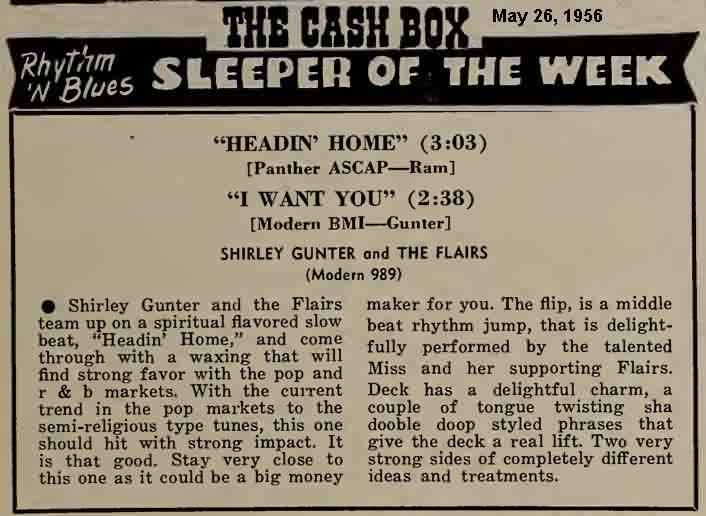 THE CASH BOX
May 26, 1956
Rhythm
'N Blues
SLEEPER OF THE WEEK
“HEADIN’ HOME” (3:03)
[Panther ASCAP—Ram]
“I WANT YOU” (2:38)
[Modern BMI—Gunter]
SHIRLEY GUNTER and THE FLAIRS
(Modern 989)
● Shirley Gunter and the Flairs
team up on a spiritual flavored slow
beat, “Headin’ Home,” and come
through with a waxing that will
find strong favor with the pop and
r & b markets. With the current
trend in the pop markets to the
semi-religious type tunes, this one
should hit with strong impact. It
is that good. Stay very close to
this one as it could be a big money
maker for you. The flip, is a middle
beat rhythm jump, that is delight-
fully performed by the talented
Miss and her supporting Flairs.
Deck has a delightful charm, a
couple of tongue twisting sha
dooble doop styled phrases that
give the deck a real lift. Two very
strong sides of completely different
ideas and treatments.